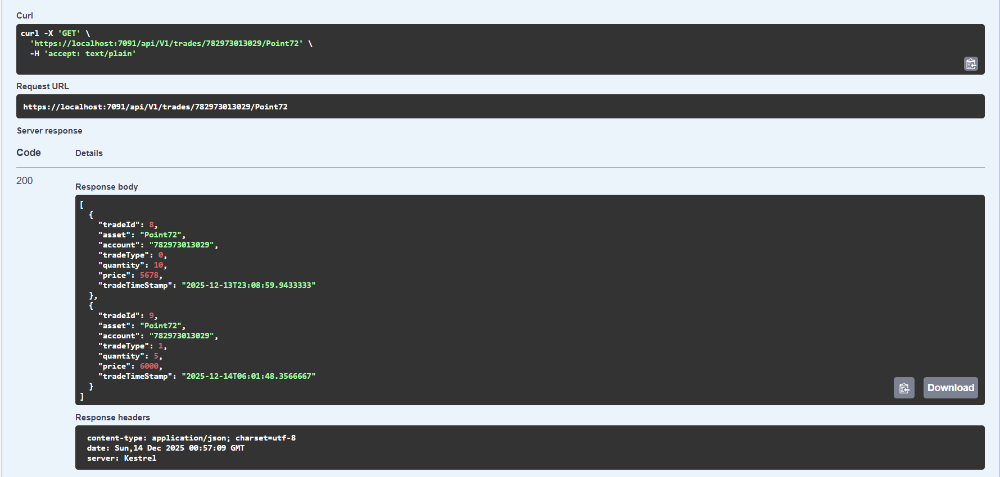 Curl
curl -X 'GET' \
  'https://localhost:7091/api/V1/trades/782973013029/Point72' \
  -H 'accept: text/plain'
Request URL
https://localhost:7091/api/V1/trades/782973013029/Point72
Server response
Code Details
200
Response body
[
  {
    "tradeId": 8,
    "asset": "Point72",
    "account": "782973013029",
    "tradeType": 0,
    "quantity": 10,
    "price": 5678,
    "tradeTimeStamp": "2025-12-13T23:08:59.9433333"
  },
  {
    "tradeId": 9,
    "asset": "Point72",
    "account": "782973013029",
    "tradeType": 1,
    "quantity": 5,
    "price": 6000,
    "tradeTimeStamp": "2025-12-14T06:01:48.3566667"
  }
]
Download
Response headers
content-type: application/json; charset=utf-8
date: Sun,14 Dec 2025 00:57:09 GMT
server: Kestrel